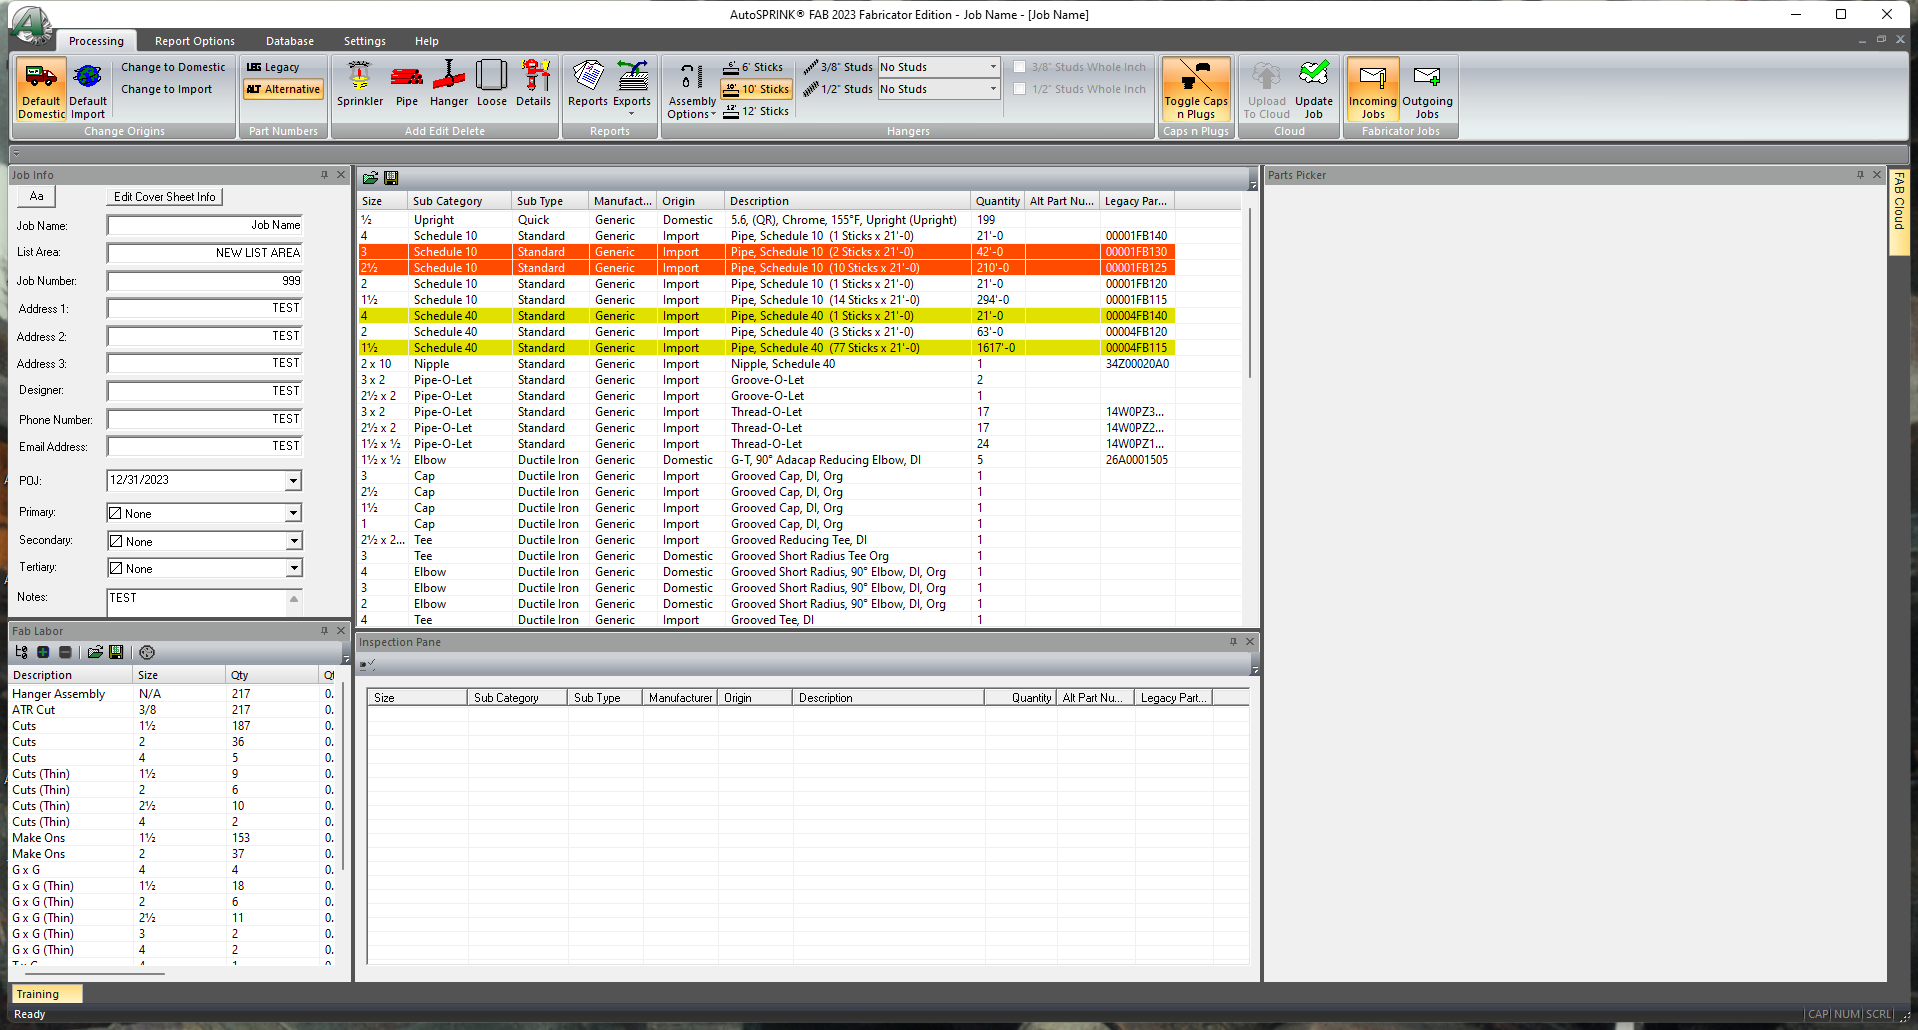 AutoSPRINK® FAB 2023 Fabricator Edition - Job Name - [Job Name]
Processing Report Options Database Settings Help
Default Domestic
Default Import
Change to Domestic
Change to Import
Change Origins
LEG Legacy
ALT Alternative
Part Numbers
Sprinkler Pipe Hanger Loose Details
Add Edit Delete
Reports Exports
Reports
Assembly Options
6' 6' Sticks
10' 10' Sticks
12' 12' Sticks
3/8" Studs No Studs
1/2" Studs No Studs
3/8" Studs Whole Inch
1/2" Studs Whole Inch
Hangers
Toggle Caps n Plugs
Caps n Plugs
Upload To Cloud
Update Job
Cloud
Incoming Jobs
Outgoing Jobs
Fabricator Jobs
Job Info
Aa Edit Cover Sheet Info
Job Name: Job Name
List Area: NEW LIST AREA
Job Number: 999
Address 1: TEST
Address 2: TEST
Address 3: TEST
Designer: TEST
Phone Number: TEST
Email Address: TEST
POJ: 12/31/2023
Primary: None
Secondary: None
Tertiary: None
Notes: TEST
Fab Labor
Description Size Qty
Hanger Assembly N/A 217 0.
ATR Cut 3/8 217 0.
Cuts 1½ 187 0.
Cuts 2 36 0.
Cuts 4 5 0.
Cuts (Thin) 1½ 9 0.
Cuts (Thin) 2 6 0.
Cuts (Thin) 2½ 10 0.
Cuts (Thin) 4 2 0.
Make Ons 1½ 153 0.
Make Ons 2 37 0.
G x G 4 4 0.
G x G (Thin) 1½ 18 0.
G x G (Thin) 2 6 0.
G x G (Thin) 2½ 11 0.
G x G (Thin) 3 2 0.
G x G (Thin) 4 2 0.
Size Sub Category Sub Type Manufact... Origin Description Quantity Alt Part Nu... Legacy Par...
½ Upright Quick Generic Domestic 5.6, (QR), Chrome, 155°F, Upright (Upright) 199
4 Schedule 10 Standard Generic Import Pipe, Schedule 10 (1 Sticks x 21'-0) 21'-0 00001FB140
3 Schedule 10 Standard Generic Import Pipe, Schedule 10 (2 Sticks x 21'-0) 42'-0 00001FB130
2½ Schedule 10 Standard Generic Import Pipe, Schedule 10 (10 Sticks x 21'-0) 210'-0 00001FB125
2 Schedule 10 Standard Generic Import Pipe, Schedule 10 (1 Sticks x 21'-0) 21'-0 00001FB120
1½ Schedule 10 Standard Generic Import Pipe, Schedule 10 (14 Sticks x 21'-0) 294'-0 00001FB115
4 Schedule 40 Standard Generic Import Pipe, Schedule 40 (1 Sticks x 21'-0) 21'-0 00004FB140
2 Schedule 40 Standard Generic Import Pipe, Schedule 40 (3 Sticks x 21'-0) 63'-0 00004FB120
1½ Schedule 40 Standard Generic Import Pipe, Schedule 40 (77 Sticks x 21'-0) 1617'-0 00004FB115
2 x 10 Nipple Standard Generic Import Nipple, Schedule 40 1 34Z00020A0
3 x 2 Pipe-O-Let Standard Generic Import Groove-O-Let 2
2½ x 2 Pipe-O-Let Standard Generic Import Groove-O-Let 1
3 x 2 Pipe-O-Let Standard Generic Import Thread-O-Let 17 14W0PZ3...
2½ x 2 Pipe-O-Let Standard Generic Import Thread-O-Let 17 14W0PZ2...
1½ x ½ Pipe-O-Let Standard Generic Import Thread-O-Let 24 14W0PZ1...
1½ x ½ Elbow Ductile Iron Generic Domestic G-T, 90° Adacap Reducing Elbow, DI 5 26A0001505
3 Cap Ductile Iron Generic Import Grooved Cap, DI, Org 1
2½ Cap Ductile Iron Generic Import Grooved Cap, DI, Org 1
1½ Cap Ductile Iron Generic Import Grooved Cap, DI, Org 1
1 Cap Ductile Iron Generic Import Grooved Cap, DI, Org 1
2½ x 2... Tee Ductile Iron Generic Import Grooved Reducing Tee, DI 1
3 Tee Ductile Iron Generic Domestic Grooved Short Radius Tee Org 1
4 Elbow Ductile Iron Generic Domestic Grooved Short Radius, 90° Elbow, DI, Org 1
3 Elbow Ductile Iron Generic Domestic Grooved Short Radius, 90° Elbow, DI, Org 1
2 Elbow Ductile Iron Generic Domestic Grooved Short Radius, 90° Elbow, DI, Org 1
4 Tee Ductile Iron Generic Import Grooved Tee, DI 1
Inspection Pane
Size Sub Category Sub Type Manufacturer Origin Description Quantity Alt Part Nu... Legacy Part...
Parts Picker
FAB Cloud
Training
Ready
CAP NUM SCRL